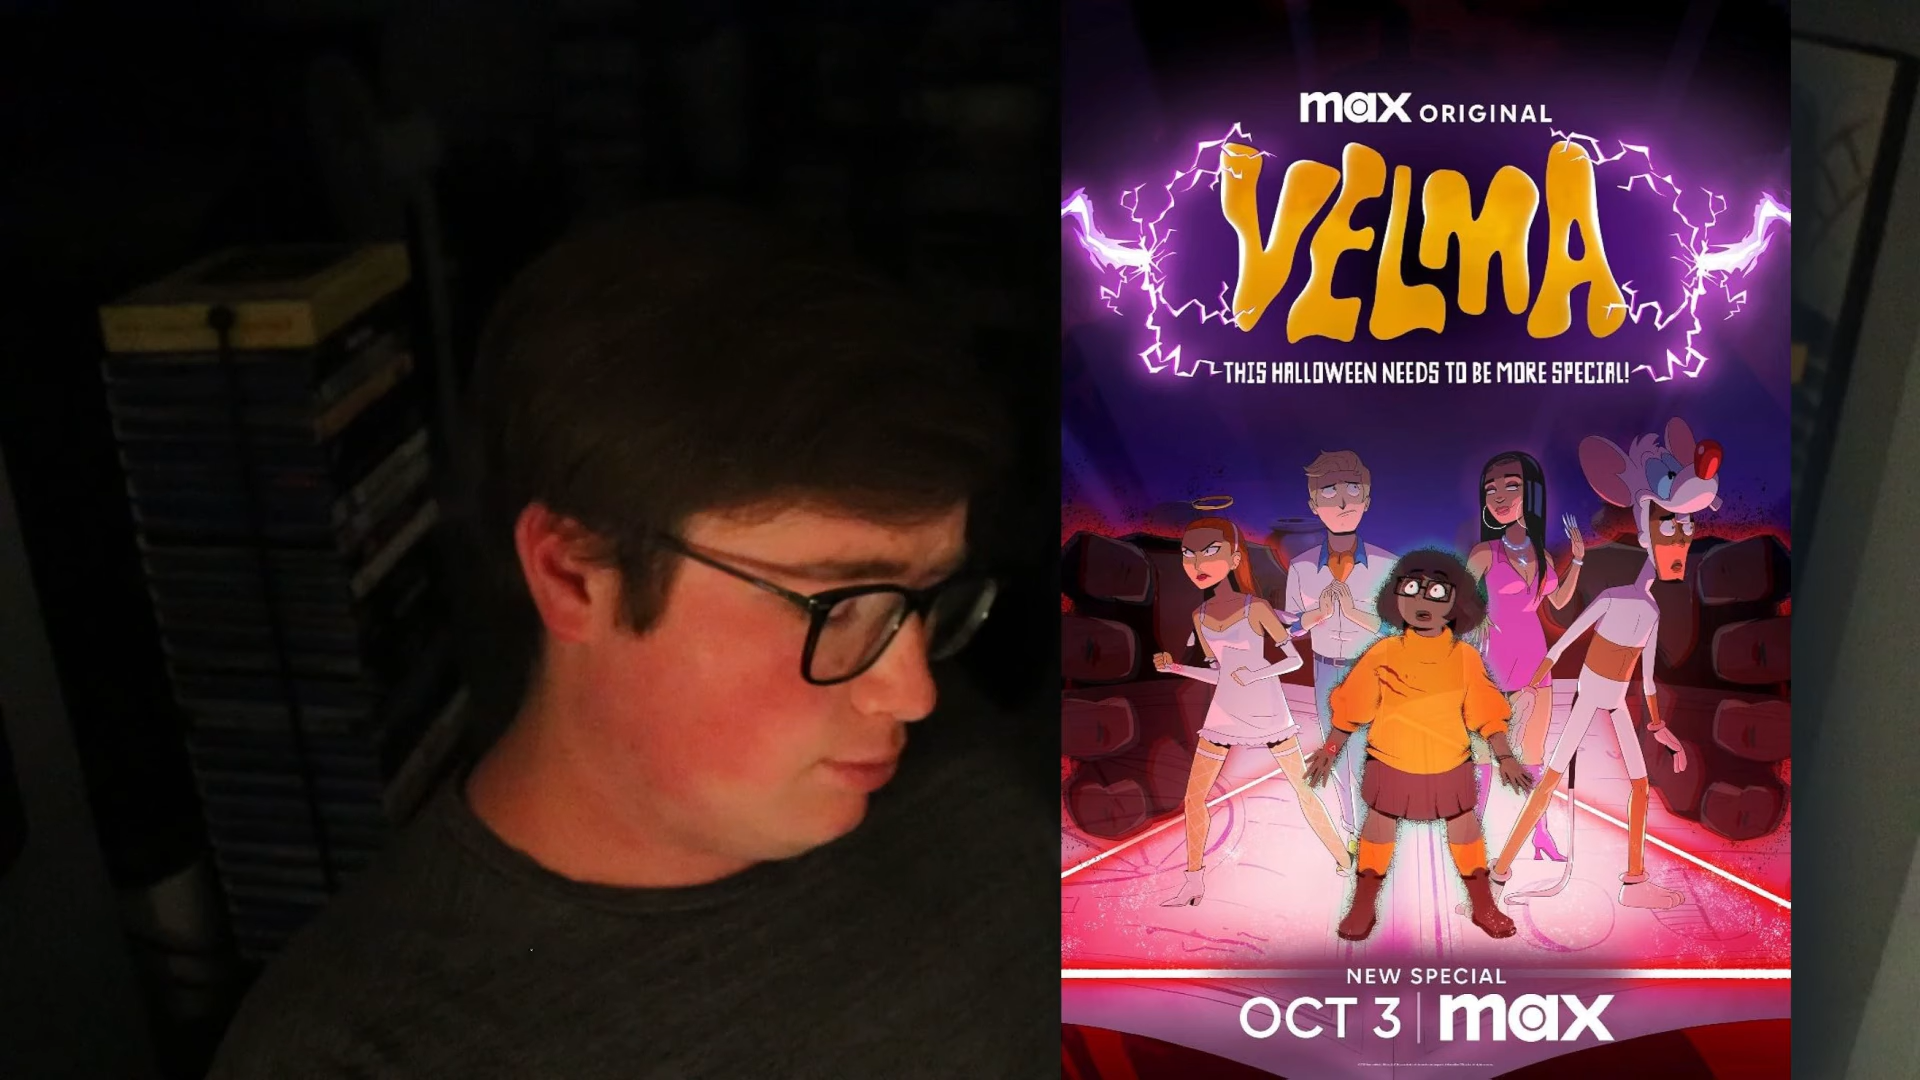 max ORIGINAL
VELMA
THIS HALLOWEEN NEEDS TO BE MORE SPECIAL!
NEW SPECIAL
OCT 3 | max